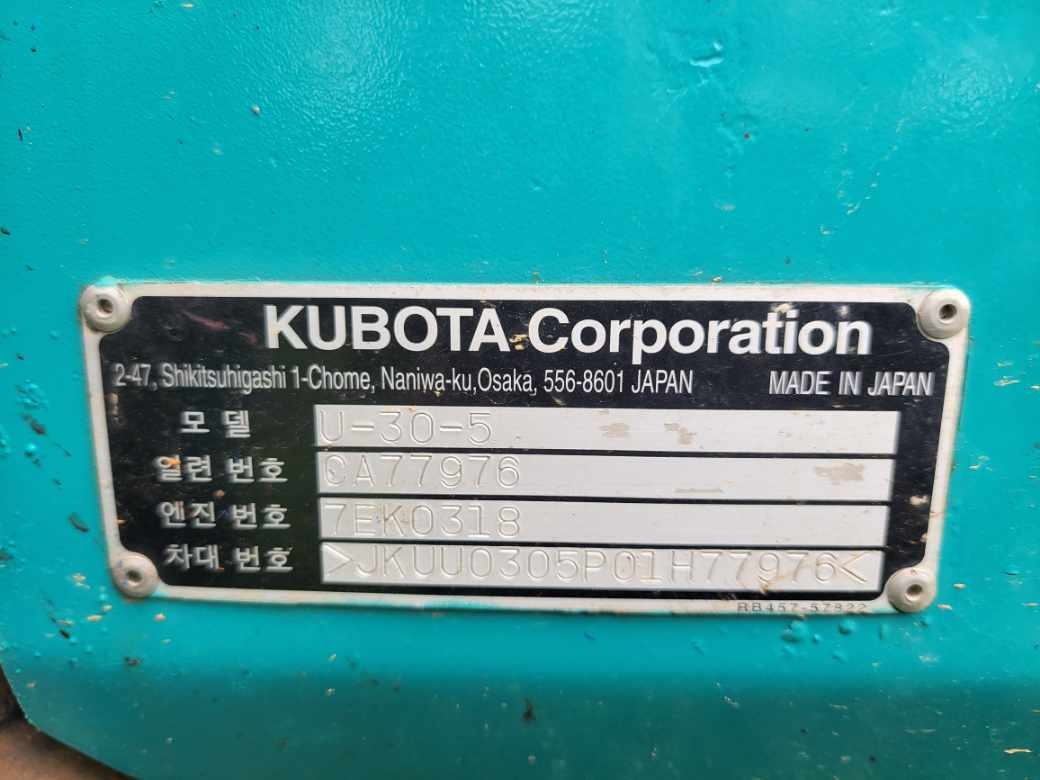 KUBOTA Corporation
2-47, Shikitsuhigashi 1-Chome, Naniwa-ku, Osaka, 556-8601 JAPAN MADE IN JAPAN
모델 U-30-5
일련 번호 CA77976
엔진 번호 7EK0318
차대 번호 >JKUU0305P01H77976<
RB457-57822